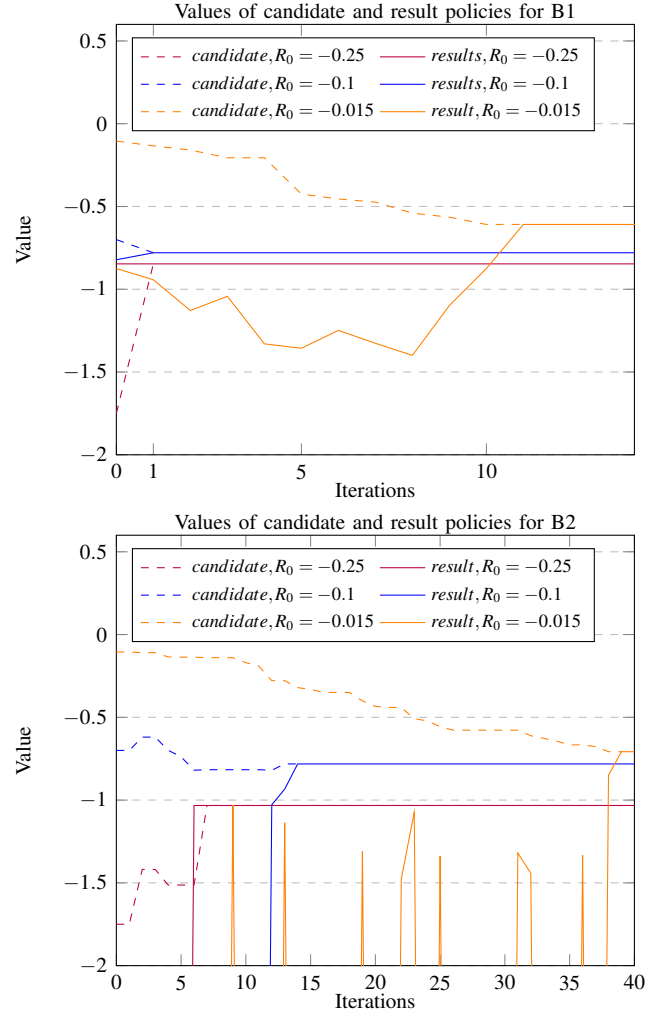 Values of candidate and result policies for B1
0.5
candidate, R₀ = −0.25 results, R₀ = −0.25
candidate, R₀ = −0.1 results, R₀ = −0.1
candidate, R₀ = −0.015 result, R₀ = −0.015
0
−0.5
Value
−1
−1.5
−2
0 1 5 10
Iterations
Values of candidate and result policies for B2
0.5
candidate, R₀ = −0.25 result, R₀ = −0.25
candidate, R₀ = −0.1 result, R₀ = −0.1
candidate, R₀ = −0.015 result, R₀ = −0.015
0
−0.5
Value
−1
−1.5
−2
0 5 10 15 20 25 30 35 40
Iterations